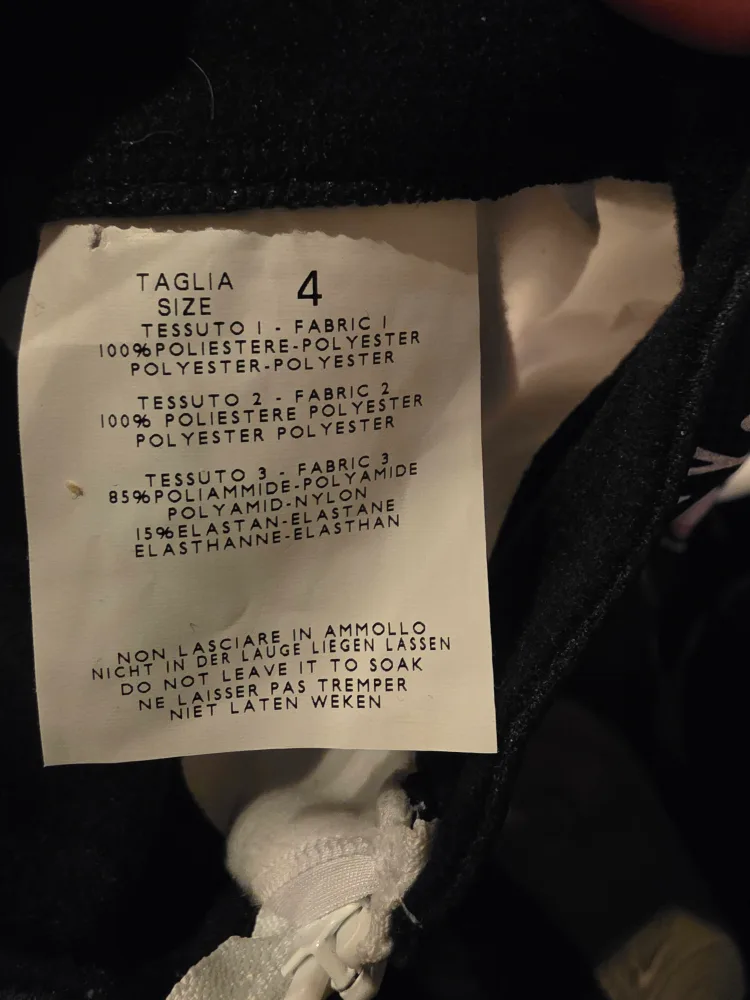 TAGLIA 4
SIZE
TESSUTO 1 - FABRIC 1
100%POLIESTERE-POLYESTER
POLYESTER-POLYESTER
TESSUTO 2 - FABRIC 2
100% POLIESTERE POLYESTER
POLYESTER POLYESTER
TESSUTO 3 - FABRIC 3
85%POLIAMMIDE-POLYAMIDE
POLYAMID-NYLON
15%ELASTAN-ELASTANE
ELASTHANNE-ELASTHAN
NON LASCIARE IN AMMOLLO
NICHT IN DER LAUGE LIEGEN LASSEN
DO NOT LEAVE IT TO SOAK
NE LAISSER PAS TREMPER
NIET LATEN WEKEN